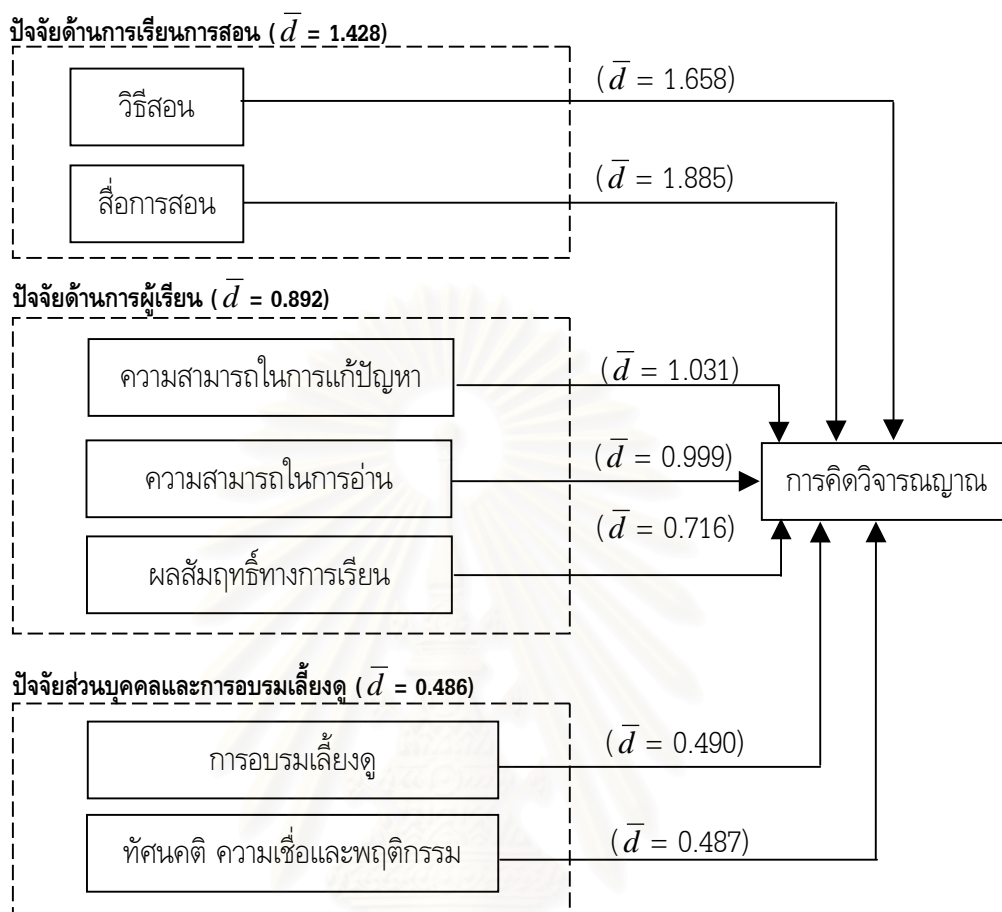 ปัจจัยด้านการเรียนการสอน ( d̅ = 1.428)
วิธีสอน
( d̅ = 1.658)
สื่อการสอน
( d̅ = 1.885)
ปัจจัยด้านการผู้เรียน ( d̅ = 0.892)
ความสามารถในการแก้ปัญหา
( d̅ = 1.031)
ความสามารถในการอ่าน
( d̅ = 0.999)
การคิดวิจารณญาณ
ผลสัมฤทธิ์ทางการเรียน
( d̅ = 0.716)
ปัจจัยส่วนบุคคลและการอบรมเลี้ยงดู ( d̅ = 0.486)
การอบรมเลี้ยงดู
( d̅ = 0.490)
ทัศนคติ ความเชื่อและพฤติกรรม
( d̅ = 0.487)